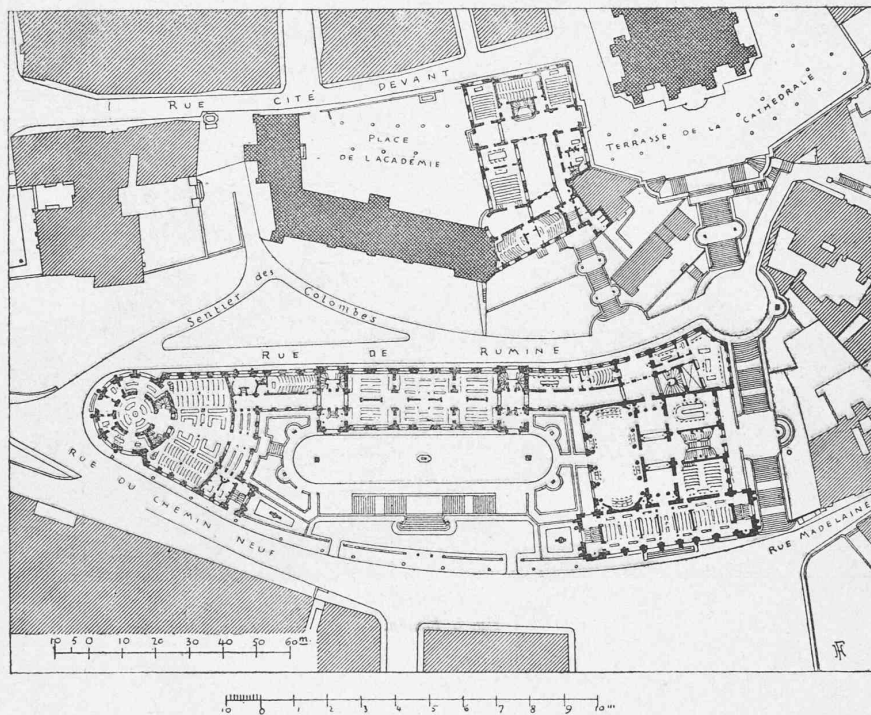 RUE CITÉ DEVANT
PLACE
DE L'ACADÉMIE
TERRASSE DE LA CATHÉDRALE
Sentier des Colombes
RUE DE RUMINE
RUE DU CHEMIN NEUF
RUE MADELAINE
10 5 0 10 20 30 40 50 60 m.
10 0 1 2 3 4 5 6 7 8 9 10 m